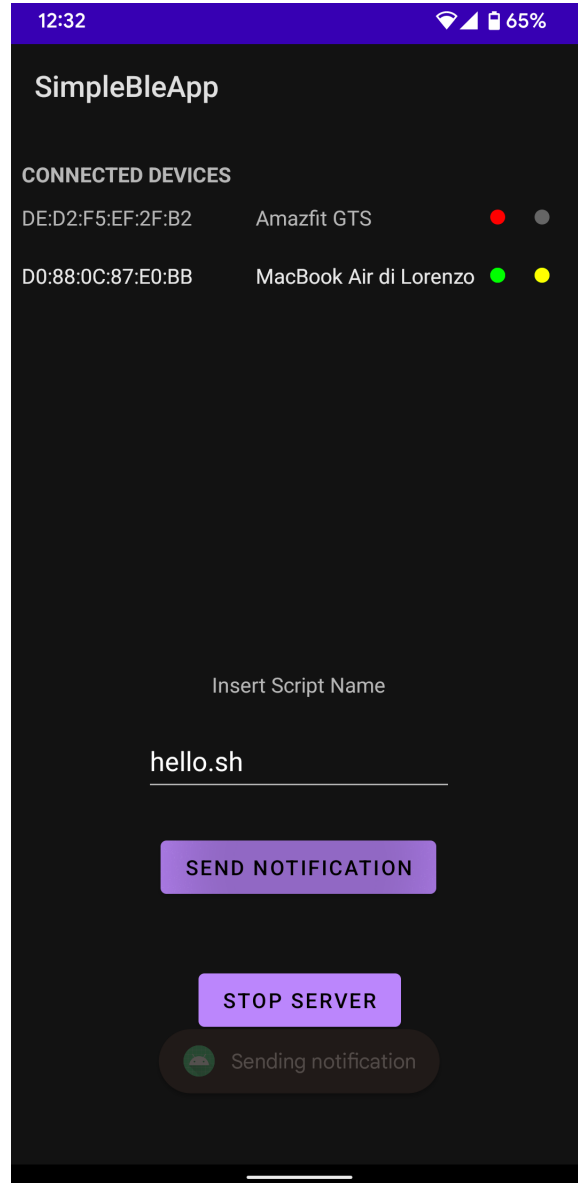 12:32 65%
SimpleBleApp
CONNECTED DEVICES
DE:D2:F5:EF:2F:B2 Amazfit GTS
D0:88:0C:87:E0:BB MacBook Air di Lorenzo
Insert Script Name
hello.sh
SEND NOTIFICATION
STOP SERVER
Sending notification